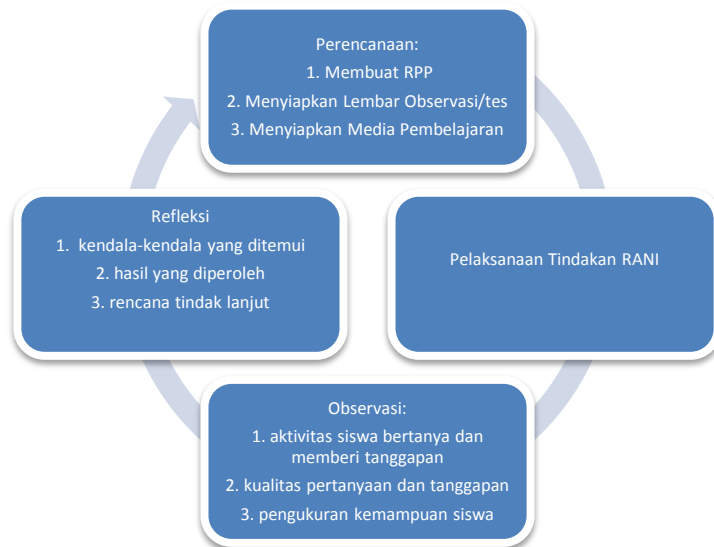 Perencanaan:
1. Membuat RPP
2. Menyiapkan Lembar Observasi/tes
3. Menyiapkan Media Pembelajaran
Pelaksanaan Tindakan RANI
Observasi:
1. aktivitas siswa bertanya dan
memberi tanggapan
2. kualitas pertanyaan dan tanggapan
3. pengukuran kemampuan siswa
Refleksi
1. kendala-kendala yang ditemui
2. hasil yang diperoleh
3. rencana tindak lanjut